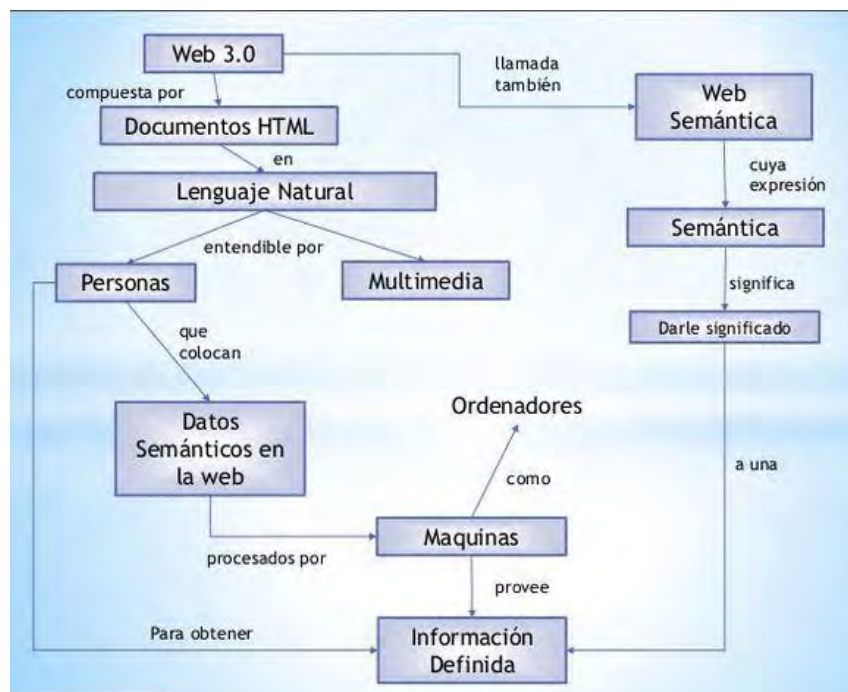 Web 3.0
llamada
también
compuesta por
Web
Semántica
Documentos HTML
en
cuya
expresión
Lenguaje Natural
Semántica
entendible por
Personas
Multimedia
significa
Darle significado
que
colocan
Ordenadores
Datos
Semánticos en
la web
a una
como
Maquinas
procesados por
provee
Para obtener
Información
Definida